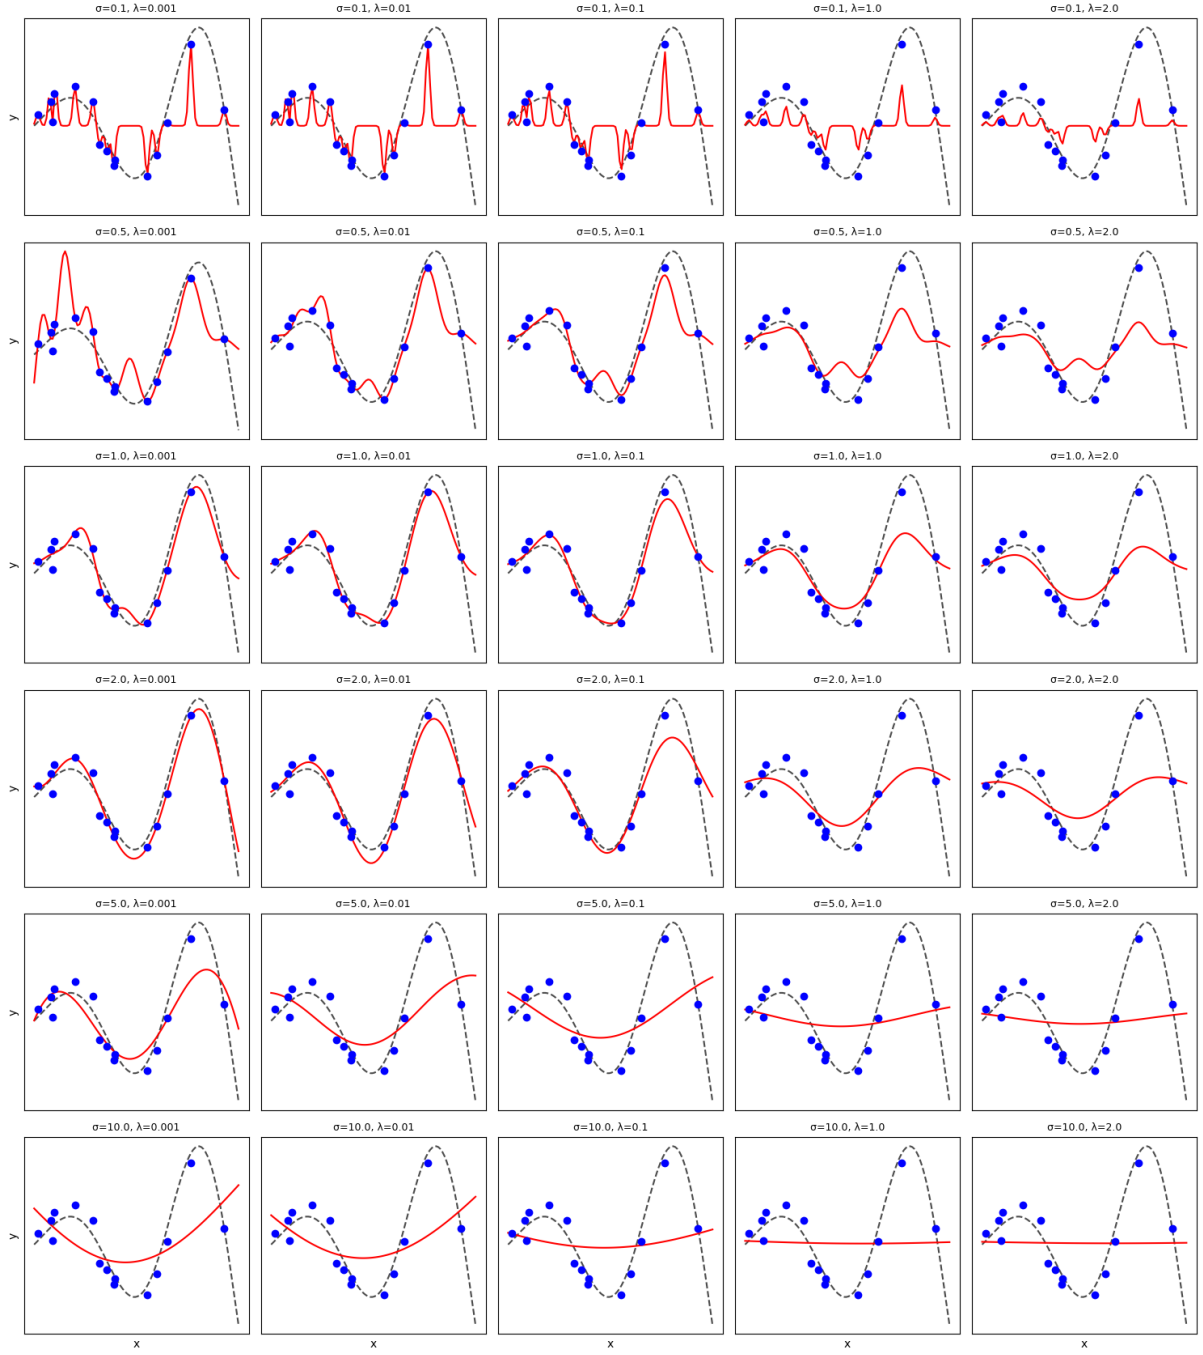 σ=0.1, λ=0.001
σ=0.1, λ=0.01
σ=0.1, λ=0.1
σ=0.1, λ=1.0
σ=0.1, λ=2.0
y
σ=0.5, λ=0.001
σ=0.5, λ=0.01
σ=0.5, λ=0.1
σ=0.5, λ=1.0
σ=0.5, λ=2.0
y
σ=1.0, λ=0.001
σ=1.0, λ=0.01
σ=1.0, λ=0.1
σ=1.0, λ=1.0
σ=1.0, λ=2.0
y
σ=2.0, λ=0.001
σ=2.0, λ=0.01
σ=2.0, λ=0.1
σ=2.0, λ=1.0
σ=2.0, λ=2.0
y
σ=5.0, λ=0.001
σ=5.0, λ=0.01
σ=5.0, λ=0.1
σ=5.0, λ=1.0
σ=5.0, λ=2.0
y
σ=10.0, λ=0.001
σ=10.0, λ=0.01
σ=10.0, λ=0.1
σ=10.0, λ=1.0
σ=10.0, λ=2.0
y
x
x
x
x
x